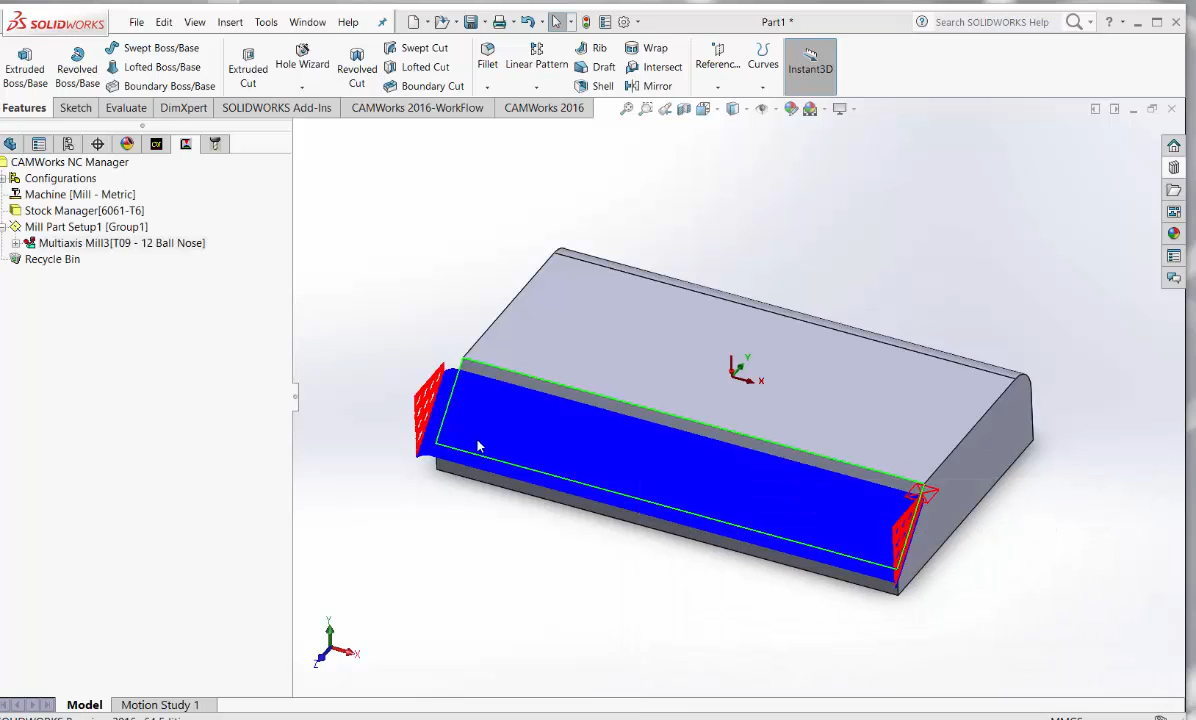 SOLIDWORKS File Edit View Insert Tools Window Help Part1 * Search SOLIDWORKS Help ?
Extruded Boss/Base
Revolved Boss/Base
Swept Boss/Base
Lofted Boss/Base
Boundary Boss/Base
Extruded Cut
Hole Wizard
Revolved Cut
Swept Cut
Lofted Cut
Boundary Cut
Fillet
Linear Pattern
Rib
Draft
Shell
Wrap
Intersect
Mirror
Referenc...
Curves
Instant3D
Features Sketch Evaluate DimXpert SOLIDWORKS Add-Ins CAMWorks 2016-WorkFlow CAMWorks 2016
CAMWorks NC Manager
Configurations
Machine [Mill - Metric]
Stock Manager[6061-T6]
Mill Part Setup1 [Group1]
Multiaxis Mill3[T09 - 12 Ball Nose]
Recycle Bin
Y
X
Y
X
Z
Model Motion Study 1